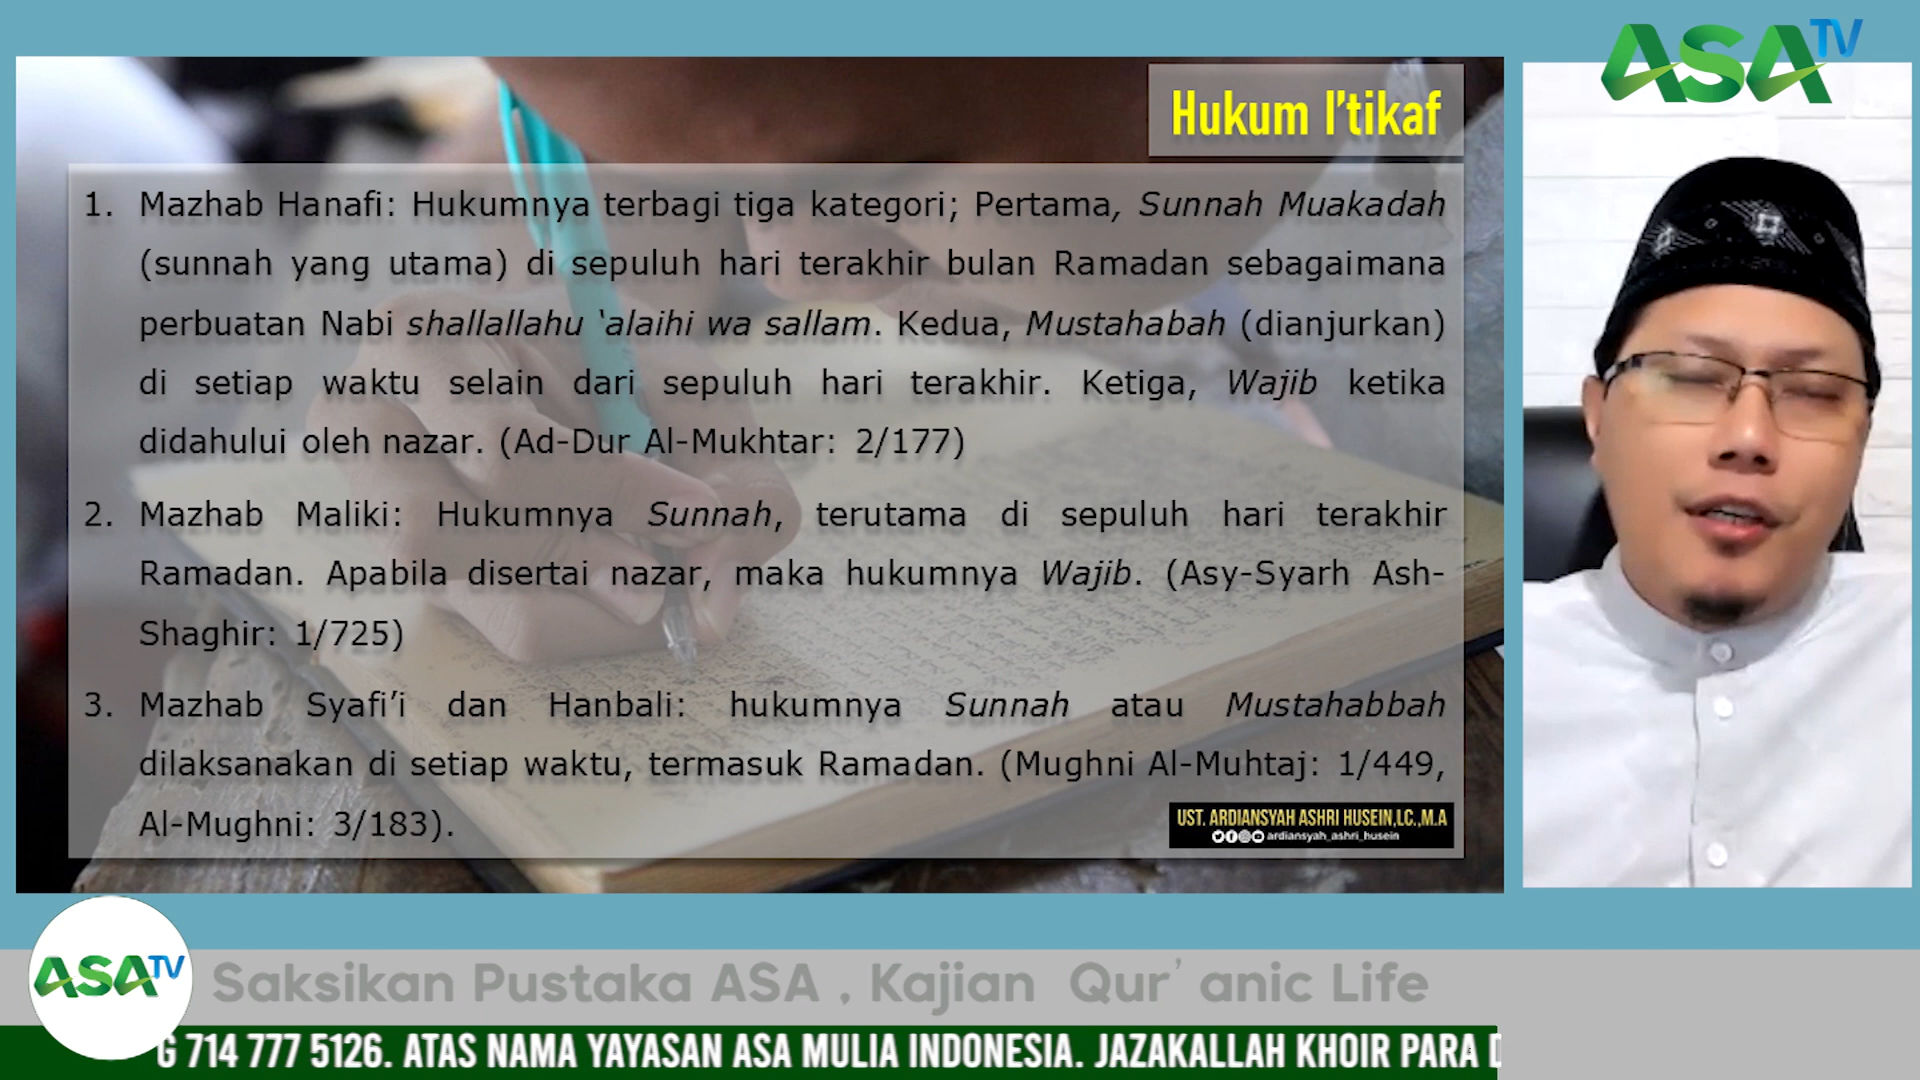 ASA TV
Hukum I'tikaf
1. Mazhab Hanafi: Hukumnya terbagi tiga kategori; Pertama, Sunnah Muakadah
(sunnah yang utama) di sepuluh hari terakhir bulan Ramadan sebagaimana
perbuatan Nabi shallallahu ‘alaihi wa sallam. Kedua, Mustahabah (dianjurkan)
di setiap waktu selain dari sepuluh hari terakhir. Ketiga, Wajib ketika
didahului oleh nazar. (Ad-Dur Al-Mukhtar: 2/177)
2. Mazhab Maliki: Hukumnya Sunnah, terutama di sepuluh hari terakhir
Ramadan. Apabila disertai nazar, maka hukumnya Wajib. (Asy-Syarh Ash-
Shaghir: 1/725)
3. Mazhab Syafi’i dan Hanbali: hukumnya Sunnah atau Mustahabbah
dilaksanakan di setiap waktu, termasuk Ramadan. (Mughni Al-Muhtaj: 1/449,
Al-Mughni: 3/183).
UST. ARDIANSYAH ASHRI HUSEIN,LC.,M.A
ardiansyah_ashri_husein
ASA TV
Saksikan Pustaka ASA , Kajian Qur’ anic Life
G 714 777 5126. ATAS NAMA YAYASAN ASA MULIA INDONESIA. JAZAKALLAH KHOIR PARA D